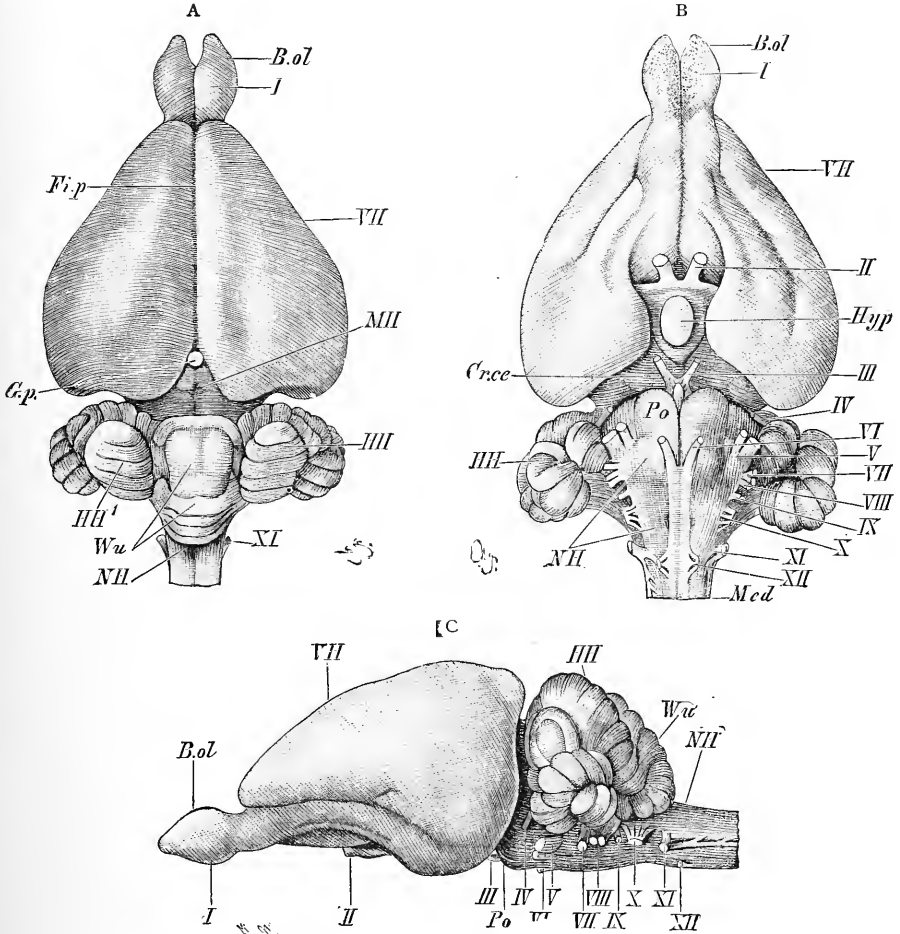 A
B.ol
I
Fi.p
VH
MH
G.p.
HH
HH¹
Wu
XI
NH
B
B.ol
I
VH
II
Hyp
Cr.ce
III
Po
IV
VI
V
HH
VII
VIII
IX
X
NH
XI
XII
Med
C
VH
HH
Wu
NH
B.ol
I
II
III
Po
IV
VI
V
VII
VIII
IX
X
XI
XII